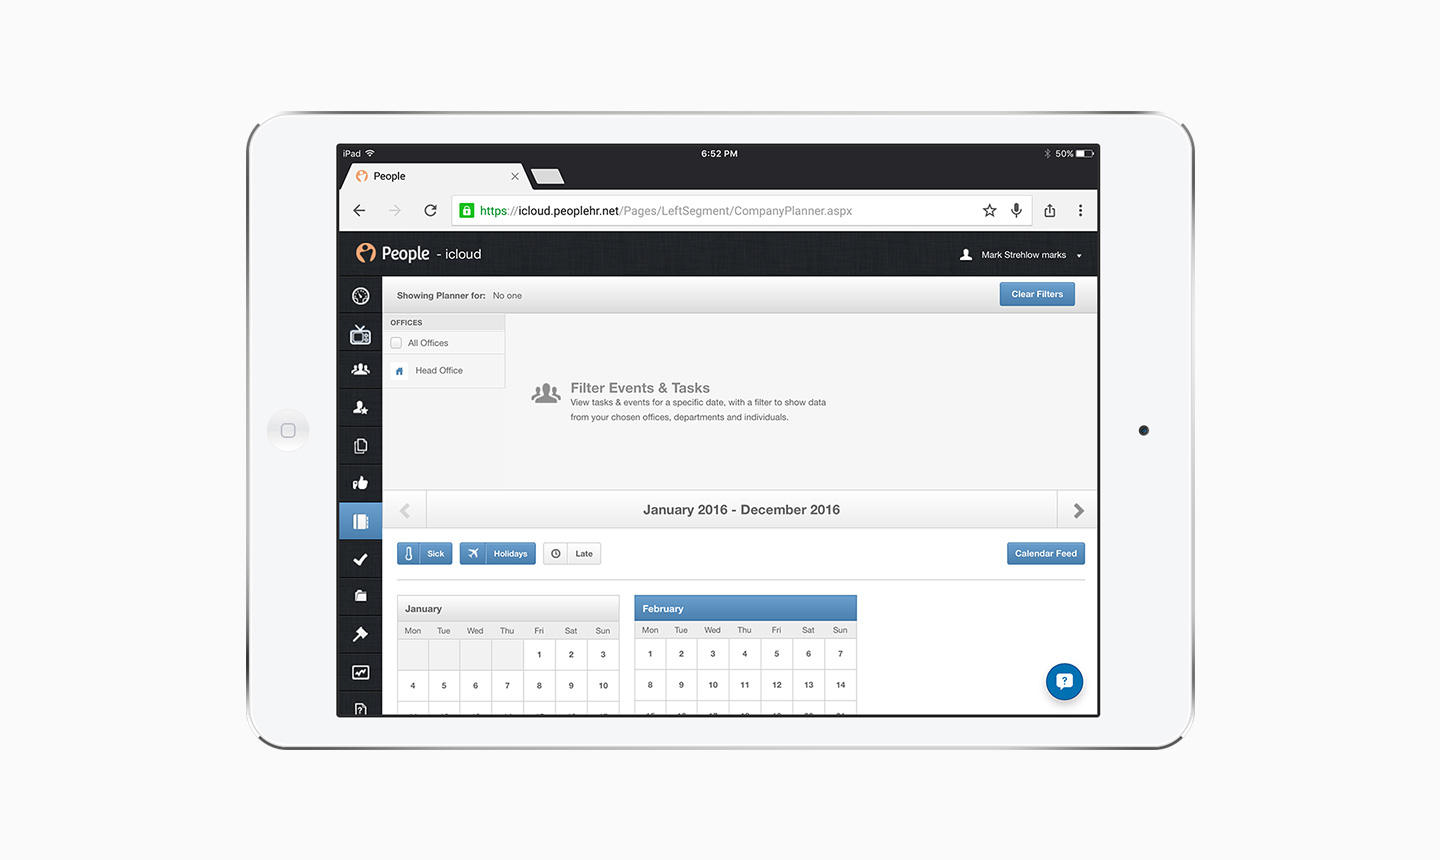 iPad 6:52 PM 50%
People
https://icloud.peoplehr.net/Pages/LeftSegment/CompanyPlanner.aspx
People - icloud Mark Strehlow marks
Showing Planner for: No one Clear Filters
OFFICES
All Offices
Head Office
Filter Events & Tasks
View tasks & events for a specific date, with a filter to show data
from your chosen offices, departments and individuals.
January 2016 - December 2016
Sick Holidays Late Calendar Feed
January
Mon Tue Wed Thu Fri Sat Sun
1 2 3
4 5 6 7 8 9 10
February
Mon Tue Wed Thu Fri Sat Sun
1 2 3 4 5 6 7
8 9 10 11 12 13 14